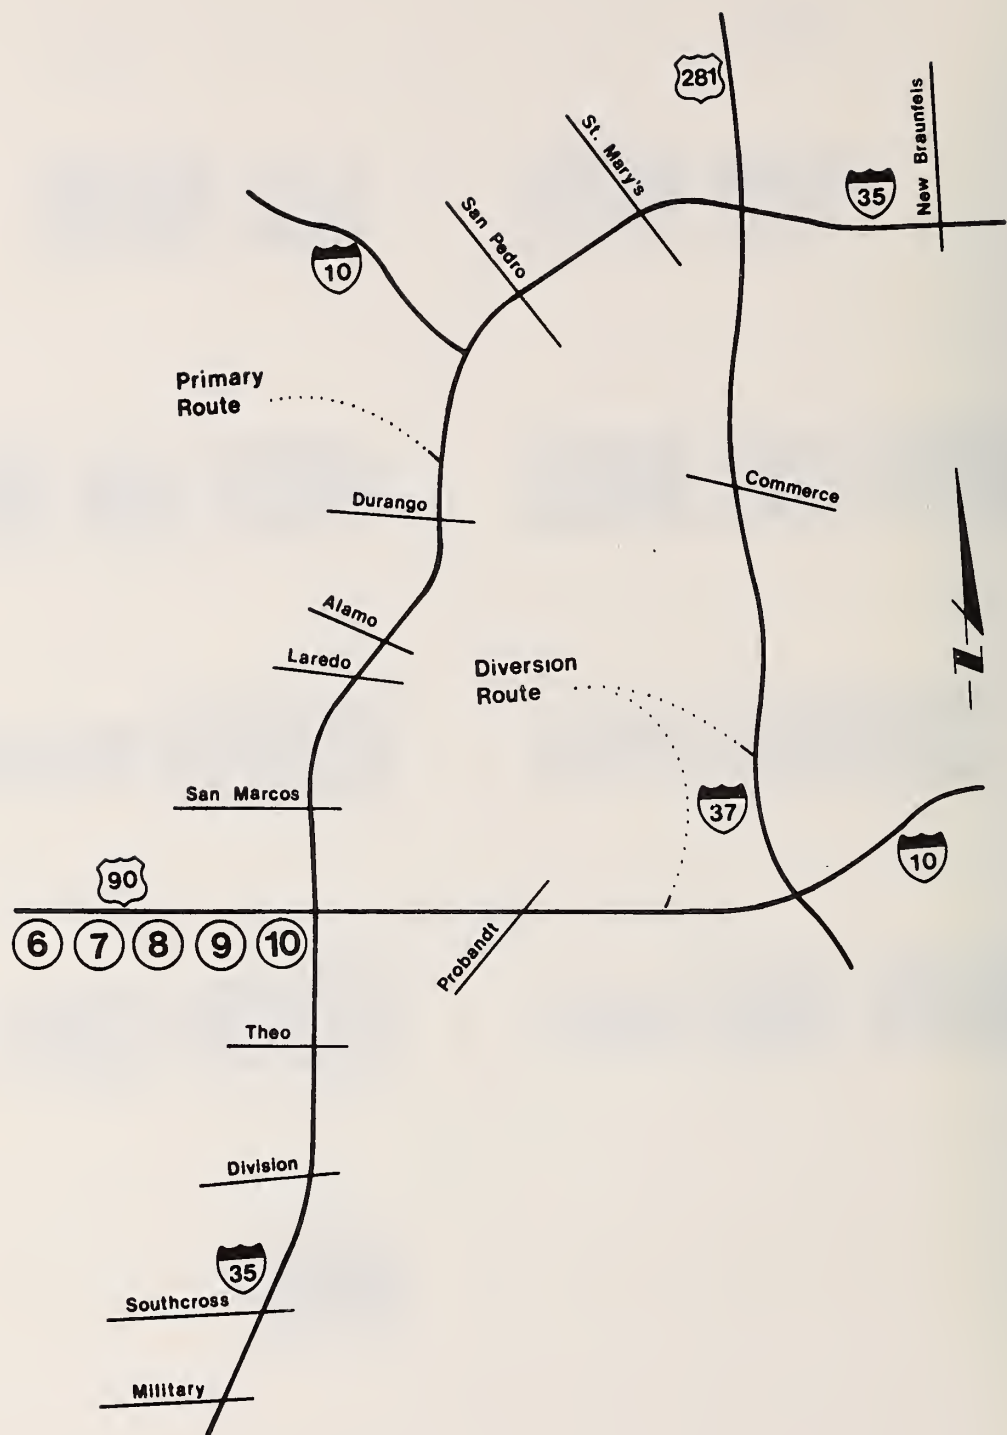 281
St. Mary's
New Braunfels
35
San Pedro
10
Primary
Route
Commerce
Durango
Alamo
Laredo
Diversion
Route
N
San Marcos
37
10
90
6 7 8 9 10
Probandt
Theo
Division
35
Southcross
Military